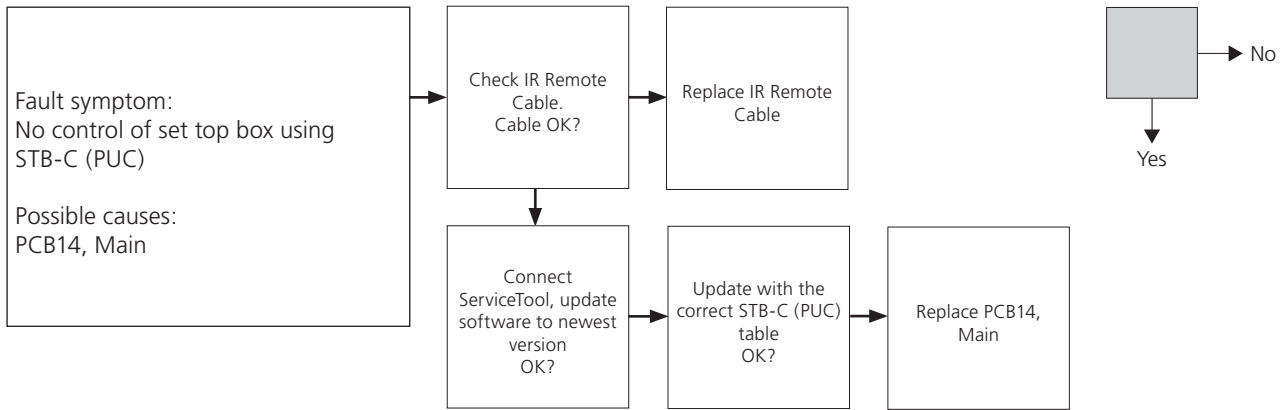 Fault symptom:
No control of set top box using
STB-C (PUC)
Possible causes:
PCB14, Main
Check IR Remote
Cable.
Cable OK?
Replace IR Remote
Cable
Connect
ServiceTool, update
software to newest
version
OK?
Update with the
correct STB-C (PUC)
table
OK?
Replace PCB14,
Main
No
Yes